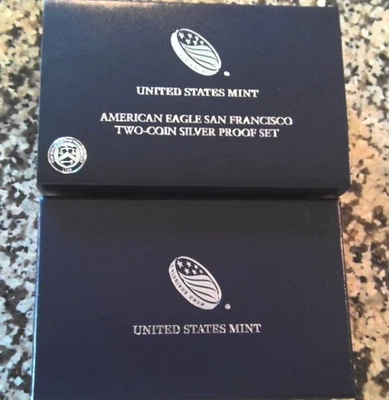 UNITED STATES MINT
AMERICAN EAGLE SAN FRANCISCO
TWO-COIN SILVER PROOF SET
UNITED STATES MINT